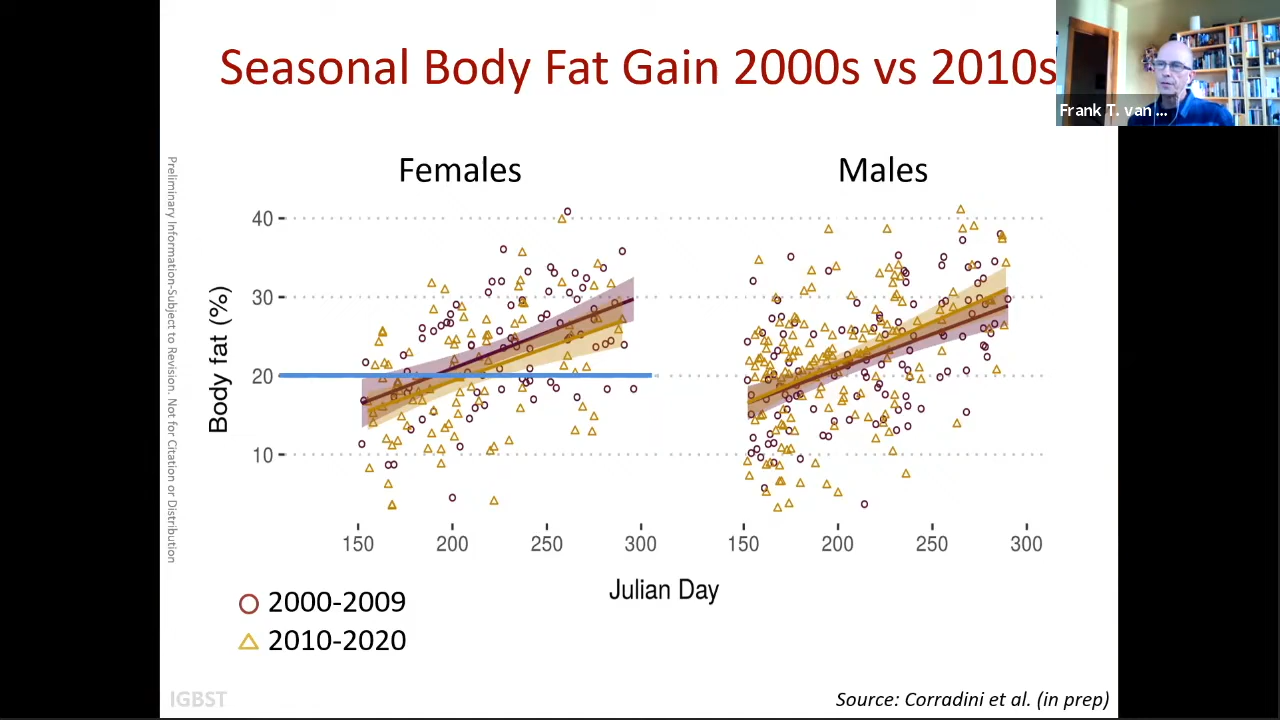 Seasonal Body Fat Gain 2000s vs 2010s
Frank T. van ...
Females
Males
Preliminary Information-Subject to Revision. Not for Citation or Distribution
Body fat (%)
40
30
20
10
150 200 250 300
150 200 250 300
Julian Day
2000-2009
2010-2020
IGBST
Source: Corradini et al. (in prep)